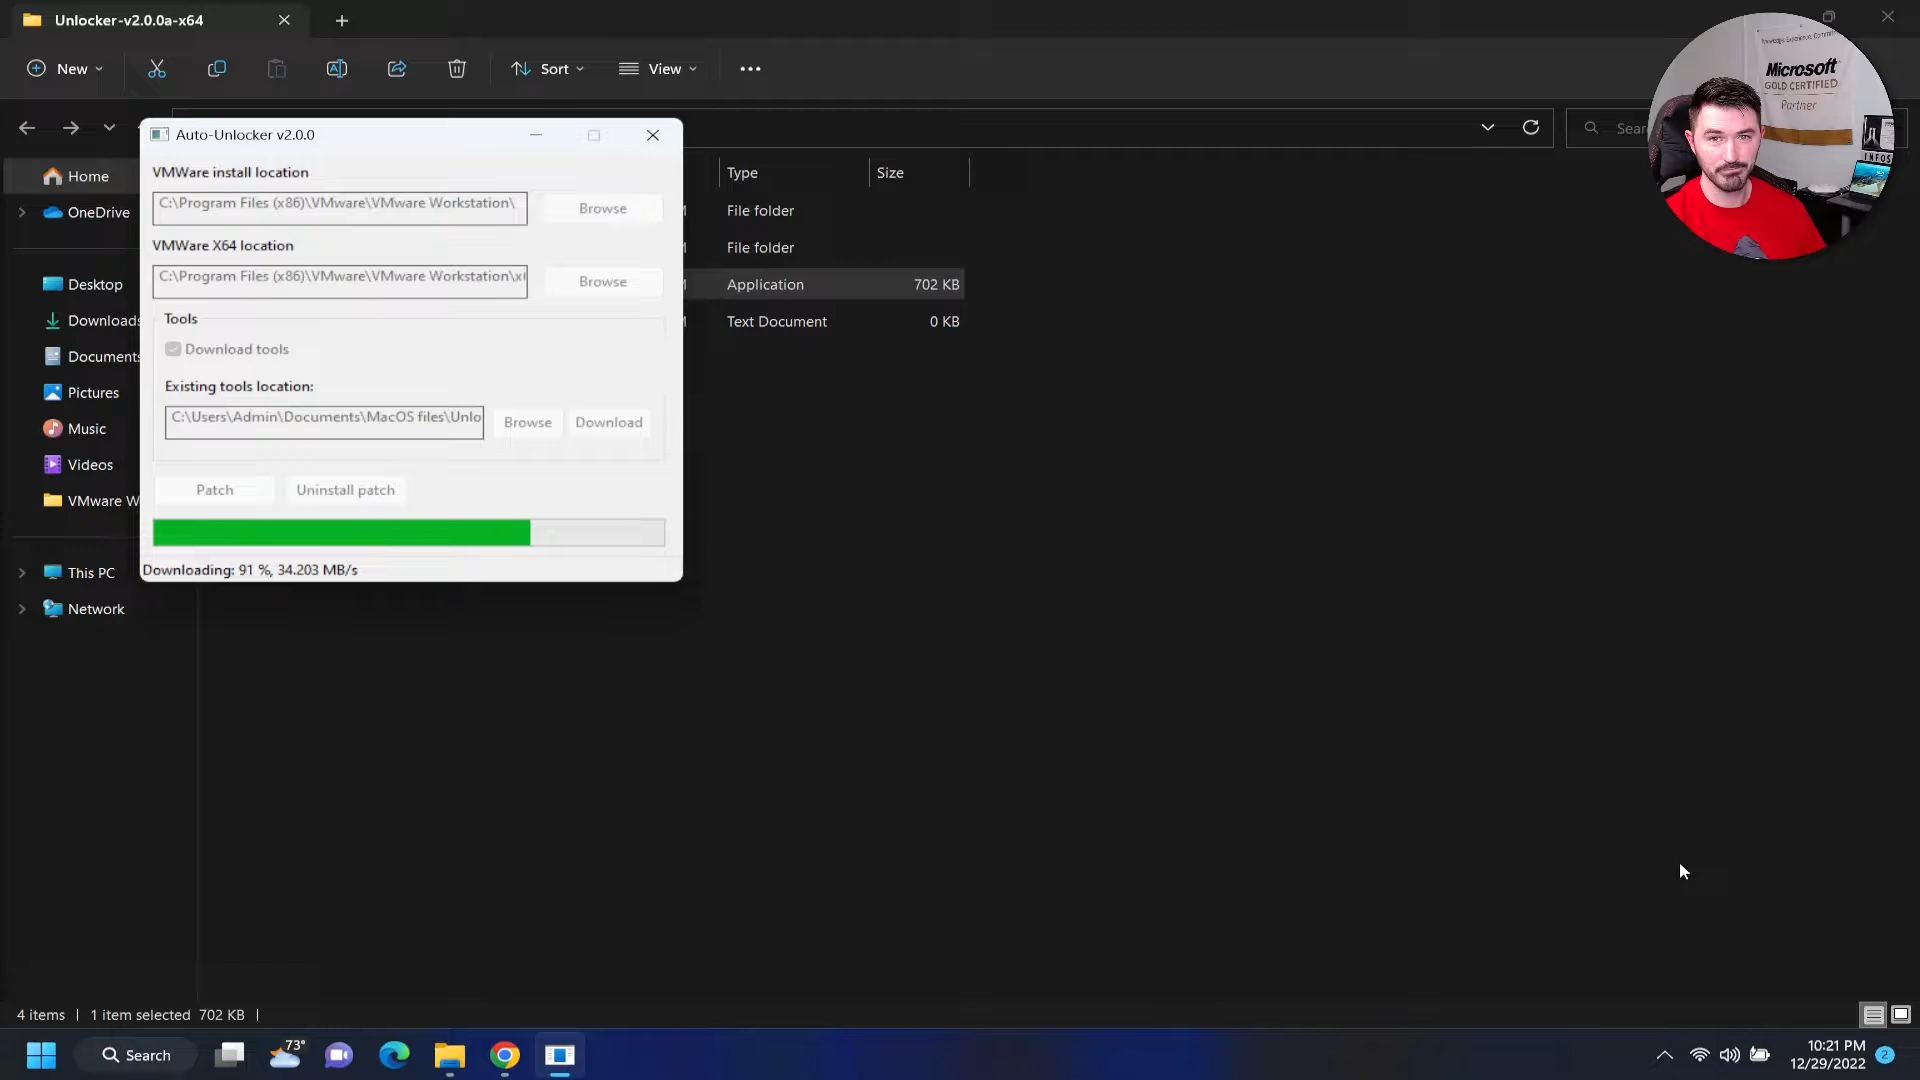 Unlocker-v2.0.0a-x64
New
Sort
View
Auto-Unlocker v2.0.0
VMWare install location
C:\Program Files (x86)\VMware\VMware Workstation\
Browse
VMWare X64 location
C:\Program Files (x86)\VMware\VMware Workstation\x
Browse
Tools
Download tools
Existing tools location:
C:\Users\Admin\Documents\MacOS files\Unlo
Browse
Download
Patch
Uninstall patch
Downloading: 91 %, 34.203 MB/s
Home
OneDrive
Desktop
Downloads
Documents
Pictures
Music
Videos
VMware W
This PC
Network
Type
Size
File folder
File folder
Application
702 KB
Text Document
0 KB
Sear
Microsoft
GOLD CERTIFIED
Partner
INFOS
4 items
1 item selected 702 KB
Search
73°
10:21 PM
12/29/2022
2